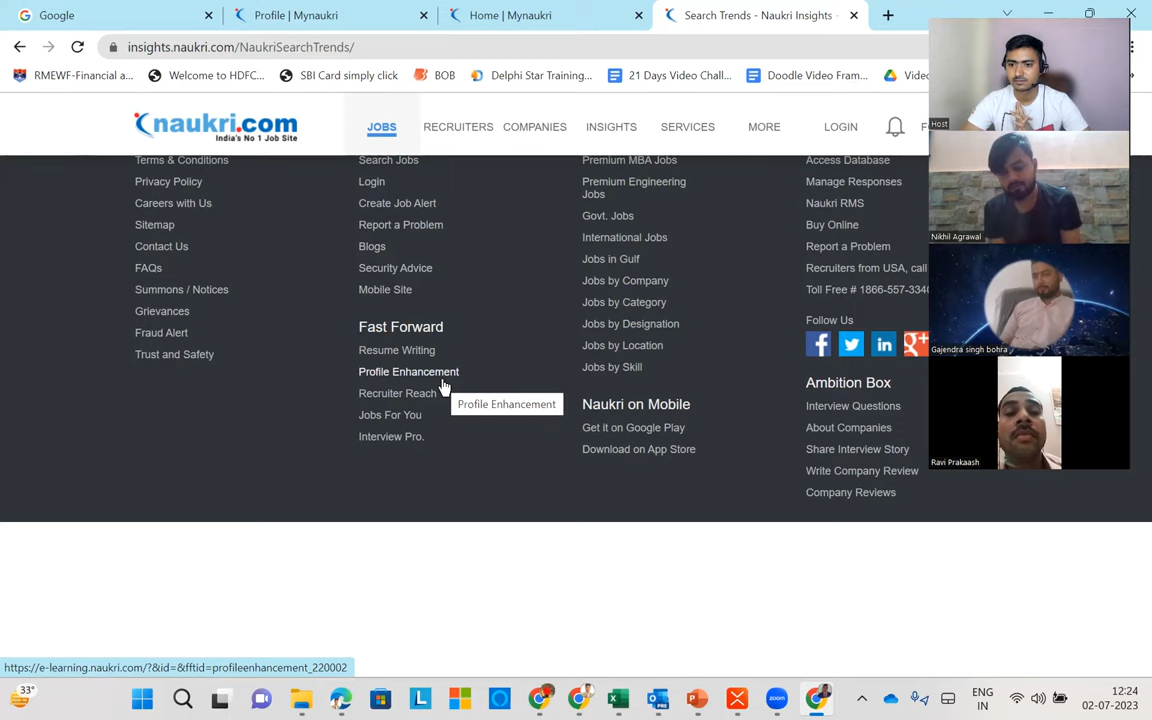 Google
Profile | Mynaukri
Home | Mynaukri
Search Trends - Naukri Insights -
insights.naukri.com/NaukriSearchTrends/
RMEWF-Financial a...
Welcome to HDFC...
SBI Card simply click
BOB
Delphi Star Training...
21 Days Video Chall...
Doodle Video Fram...
naukri.com
India's No 1 Job Site
JOBS
RECRUITERS
COMPANIES
INSIGHTS
SERVICES
MORE
LOGIN
Terms & Conditions
Privacy Policy
Careers with Us
Sitemap
Contact Us
FAQs
Summons / Notices
Grievances
Fraud Alert
Trust and Safety
Search Jobs
Login
Create Job Alert
Report a Problem
Blogs
Security Advice
Mobile Site
Fast Forward
Resume Writing
Profile Enhancement
Recruiter Reach
Jobs For You
Interview Pro.
Profile Enhancement
Premium MBA Jobs
Premium Engineering
Jobs
Govt. Jobs
International Jobs
Jobs in Gulf
Jobs by Company
Jobs by Category
Jobs by Designation
Jobs by Location
Jobs by Skill
Naukri on Mobile
Get it on Google Play
Download on App Store
Access Database
Manage Responses
Naukri RMS
Buy Online
Report a Problem
Recruiters from USA, call
Toll Free # 1866-557-3340
Follow Us
Ambition Box
Interview Questions
About Companies
Share Interview Story
Write Company Review
Company Reviews
Host
Nikhil Agrawal
Gajendra singh bohra
Ravi Prakaash
https://e-learning.naukri.com/?&id=&fftid=profileenhancement_220002
33°
ENG
IN
12:24
02-07-2023
zoom